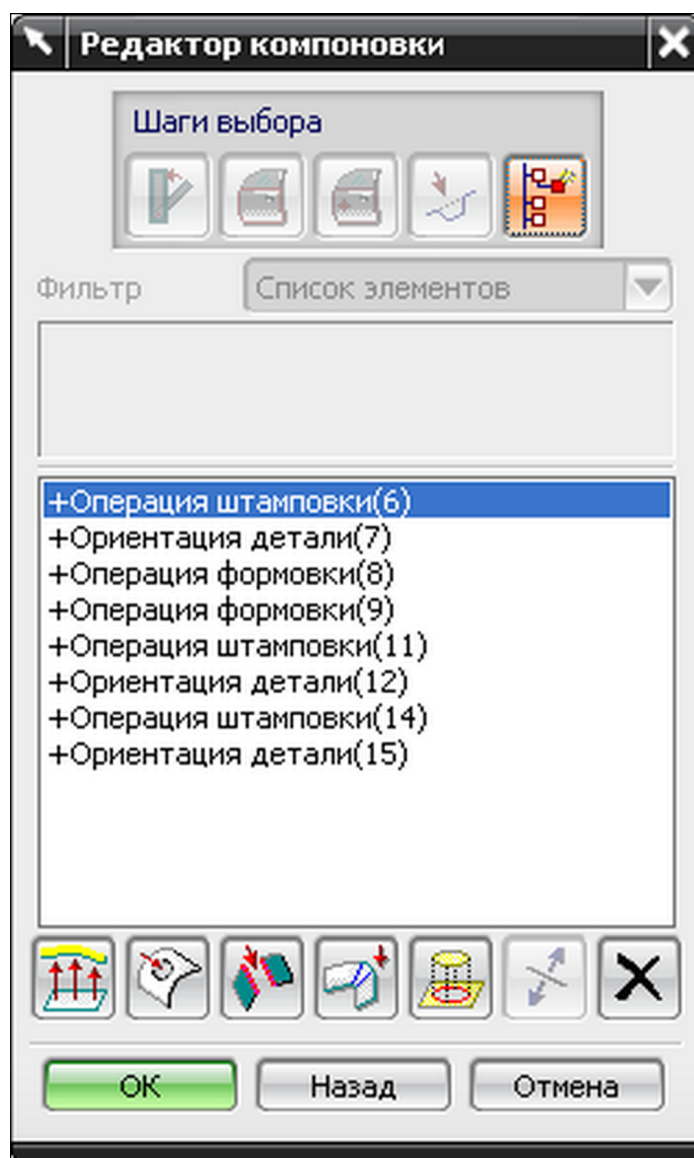 Редактор компоновки
Шаги выбора
Фильтр Список элементов
+Операция штамповки(6)
+Ориентация детали(7)
+Операция формовки(8)
+Операция формовки(9)
+Операция штамповки(11)
+Ориентация детали(12)
+Операция штамповки(14)
+Ориентация детали(15)
OK Назад Отмена